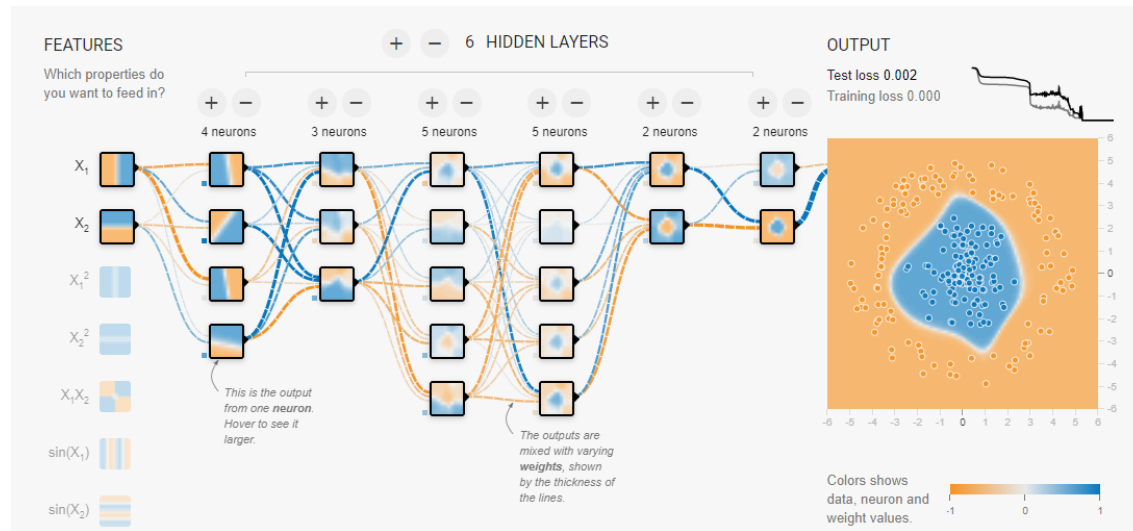 FEATURES
Which properties do
you want to feed in?
+ − 6 HIDDEN LAYERS
OUTPUT
Test loss 0.002
Training loss 0.000
+ − + − + − + − + − + −
4 neurons 3 neurons 5 neurons 5 neurons 2 neurons 2 neurons
X₁
X₂
X₁²
X₂²
X₁X₂
sin(X₁)
sin(X₂)
This is the output
from one neuron.
Hover to see it
larger.
The outputs are
mixed with varying
weights, shown
by the thickness of
the lines.
6
5
4
3
2
1
0
-1
-2
-3
-4
-5
-6
-6 -5 -4 -3 -2 -1 0 1 2 3 4 5 6
Colors shows
data, neuron and
weight values.
-1 0 1